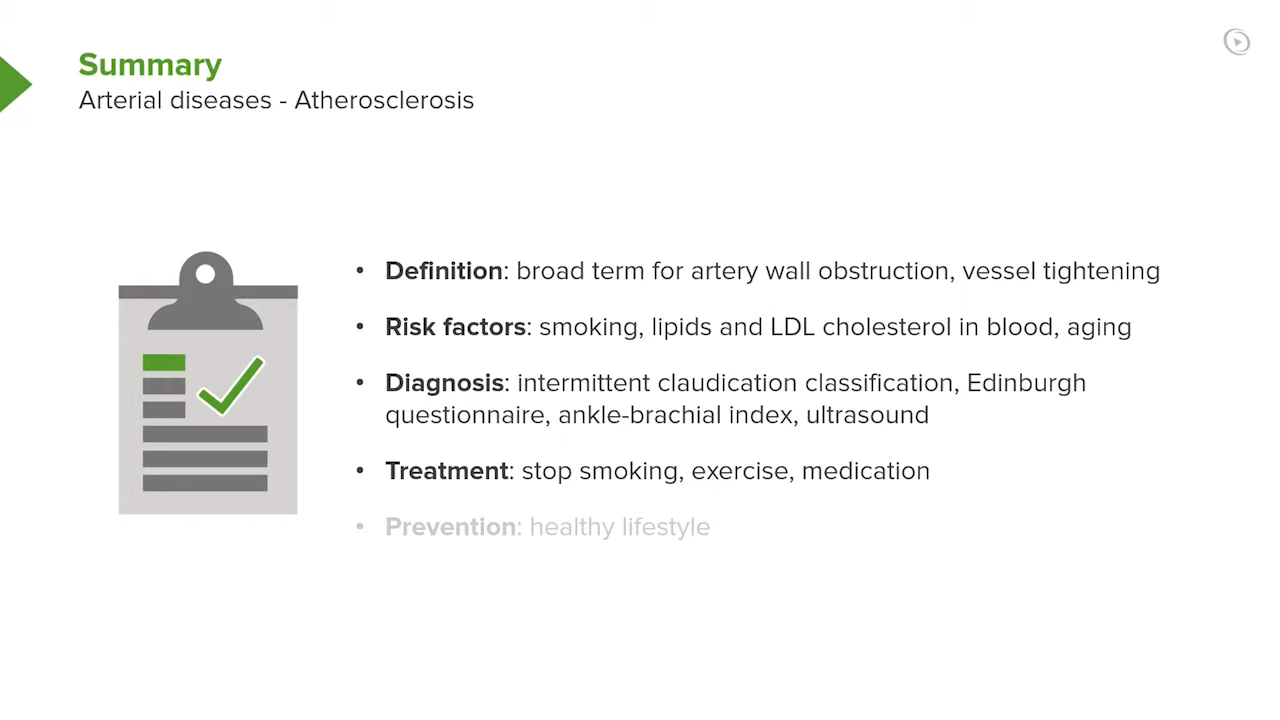 Summary
Arterial diseases - Atherosclerosis
• Definition: broad term for artery wall obstruction, vessel tightening
• Risk factors: smoking, lipids and LDL cholesterol in blood, aging
• Diagnosis: intermittent claudication classification, Edinburgh
questionnaire, ankle-brachial index, ultrasound
• Treatment: stop smoking, exercise, medication
• Prevention: healthy lifestyle